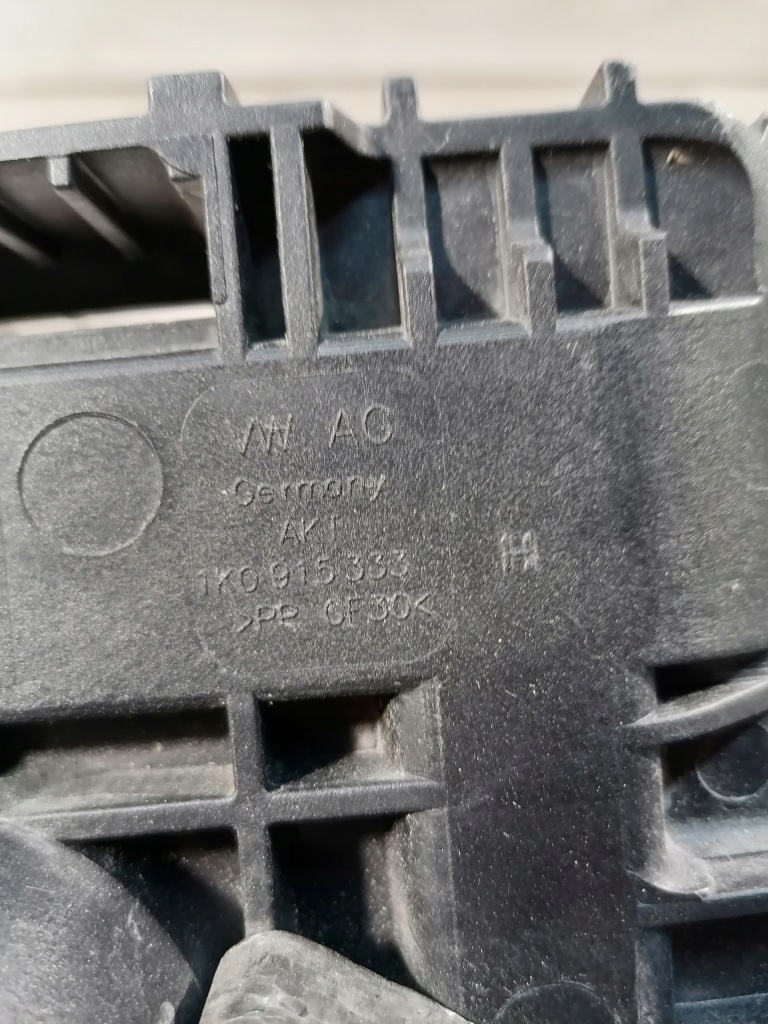 VW AG
Germany
AKT
1K0 915 333
>PP GF30<
H